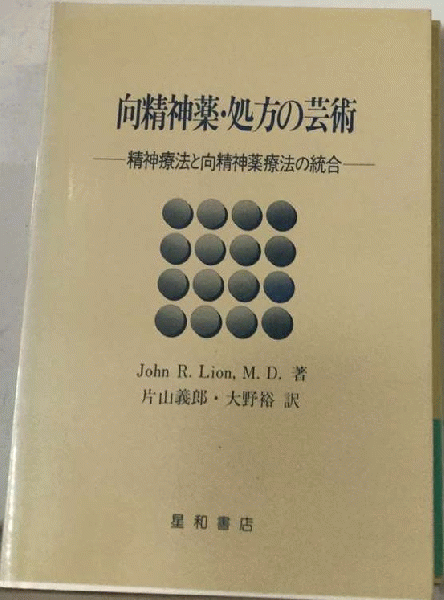 向精神薬・処方の芸術
——精神療法と向精神薬療法の統合——
John R. Lion, M. D. 著
片山義郎・大野裕 訳
星和書店